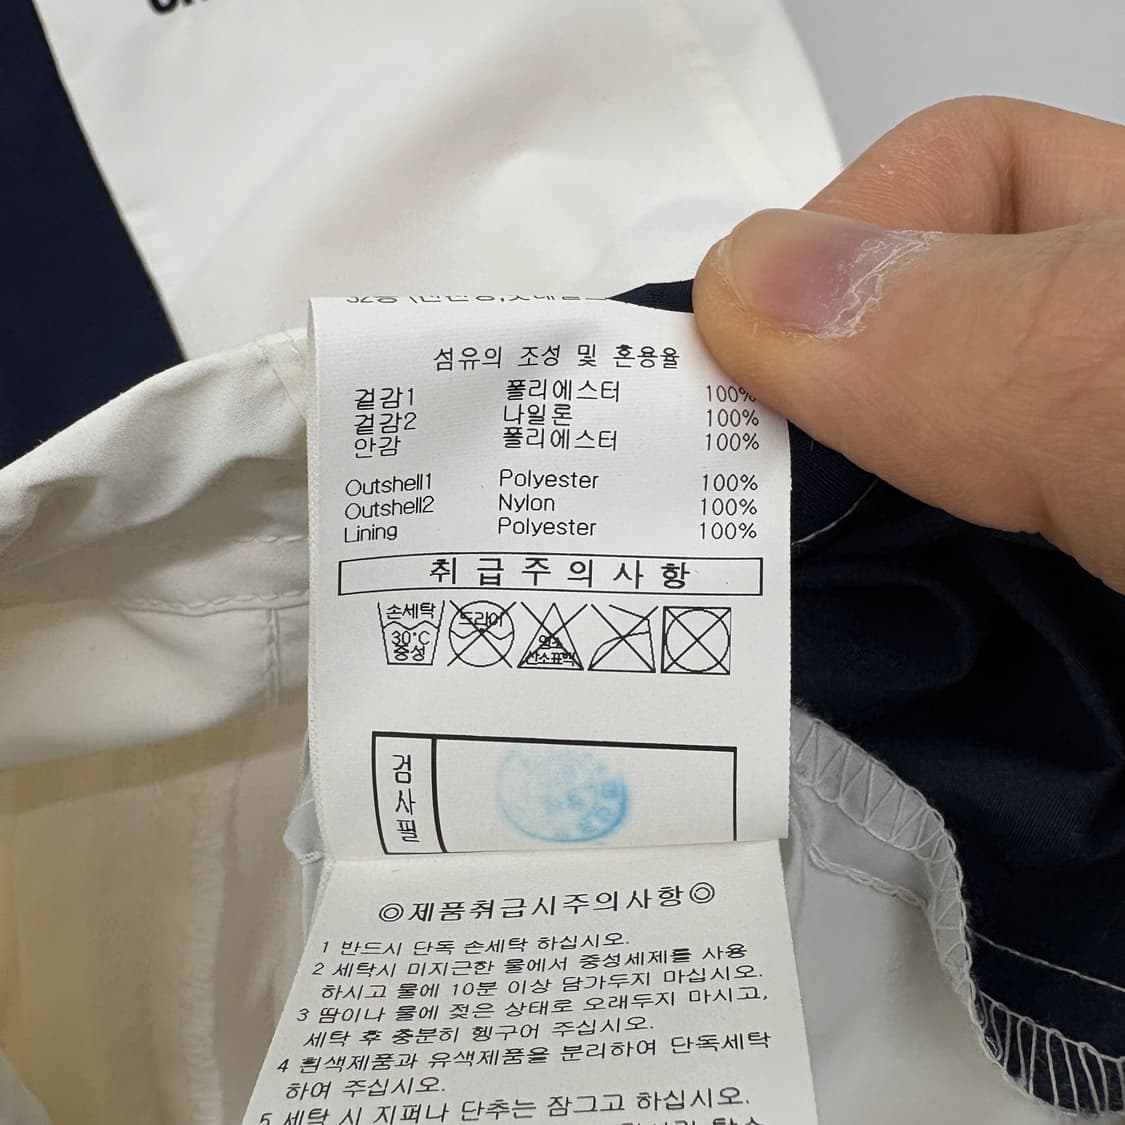 섬유의 조성 및 혼용율
겉감1 폴리에스터 100%
겉감2 나일론 100%
안감 폴리에스터 100%
Outshell1 Polyester 100%
Outshell2 Nylon 100%
Lining Polyester 100%
취급주의사항
손세탁 30°C 중성
드라이
염소 산소표백
검사필
◎제품취급시주의사항◎
1 반드시 단독 손세탁 하십시오.
2 세탁시 미지근한 물에서 중성세제를 사용
하시고 물에 10분 이상 담가두지 마십시오.
3 땀이나 물에 젖은 상태로 오래두지 마시고,
세탁 후 충분히 헹구어 주십시오.
4 흰색제품과 유색제품을 분리하여 단독세탁
하여 주십시오.
5 세탁 시 지퍼나 단추는 잠그고 하십시오.